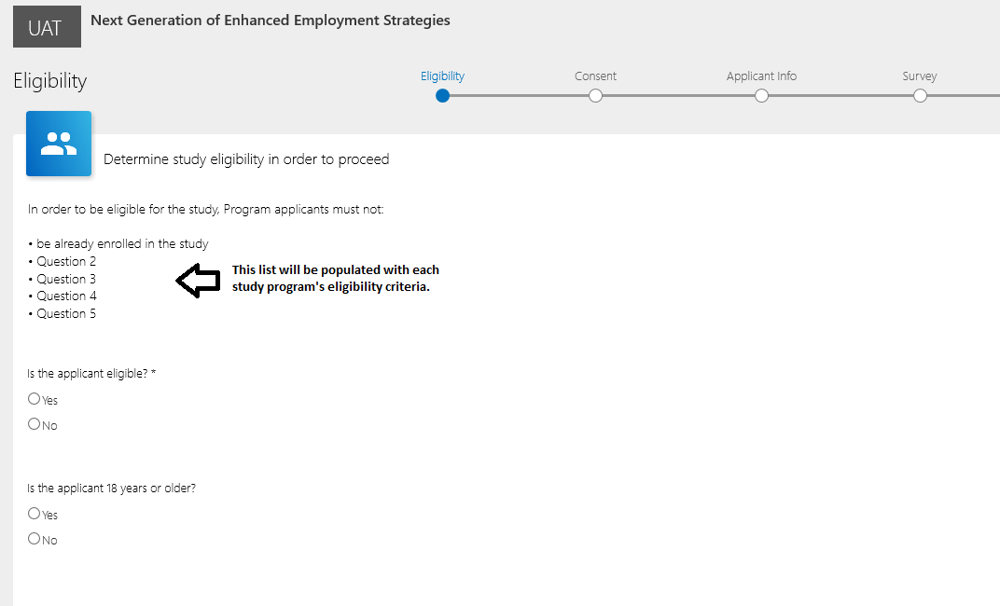 UAT
Next Generation of Enhanced Employment Strategies
Eligibility
Eligibility
Consent
Applicant Info
Survey
Determine study eligibility in order to proceed
In order to be eligible for the study, Program applicants must not:
• be already enrolled in the study
• Question 2
• Question 3
• Question 4
• Question 5
This list will be populated with each
study program's eligibility criteria.
Is the applicant eligible? *
Yes
No
Is the applicant 18 years or older?
Yes
No